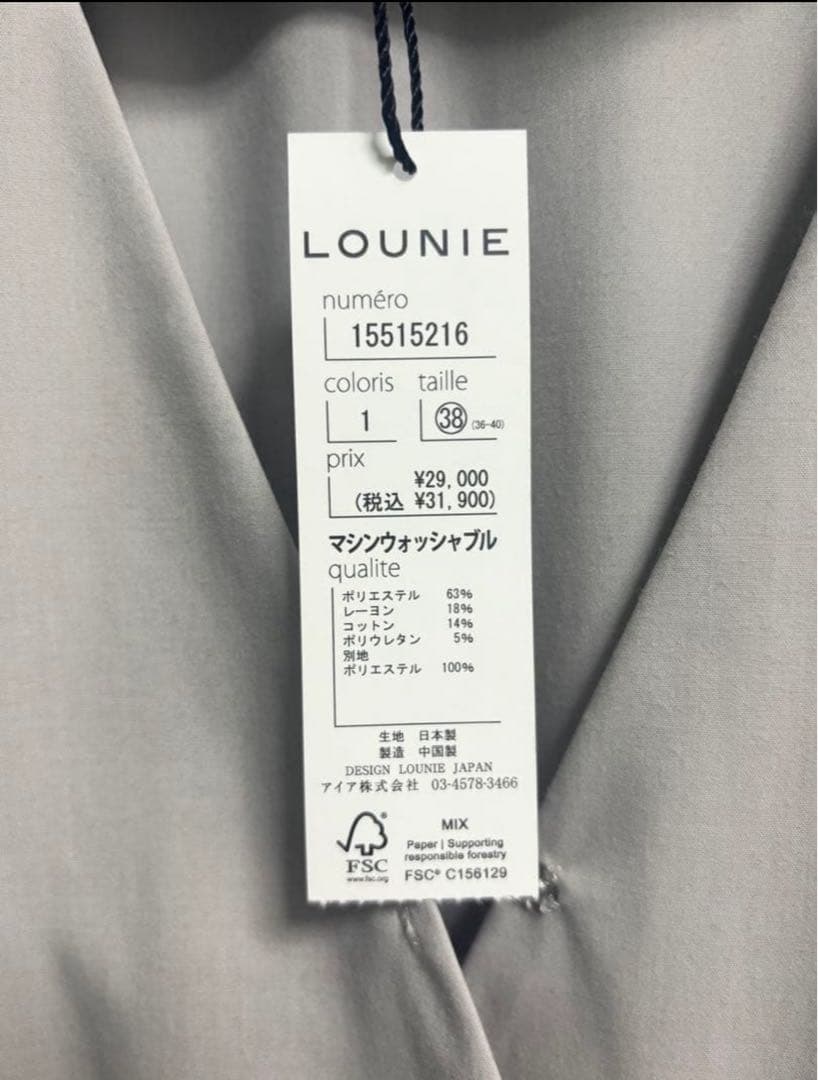 LOUNIE
numéro
15515216
coloris taille
1 ㊳ (36-40)
prix
¥29,000
(税込 ¥31,900)
マシンウォッシャブル
qualite
ポリエステル 63%
レーヨン 18%
コットン 14%
ポリウレタン 5%
別地
ポリエステル 100%
生地 日本製
製造 中国製
DESIGN LOUNIE JAPAN
アイア株式会社 03-4578-3466
FSC®
www.fsc.org
MIX
Paper | Supporting
responsible forestry
FSC® C156129